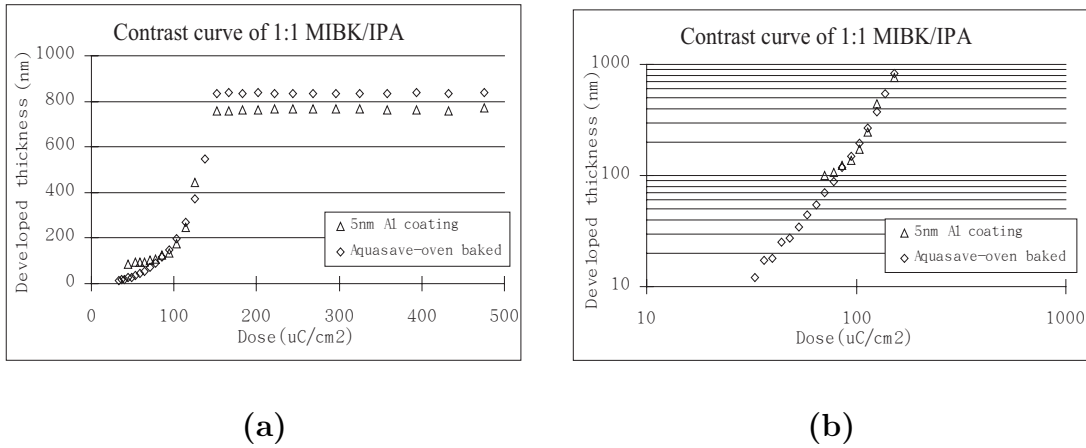 Contrast curve of 1:1 MIBK/IPA
Developed thickness(nm)
1000
800
600
400
200
0
5nm Al coating
Aquasave-oven baked
0 100 200 300 400 500
Dose(uC/cm2)
(a)
Contrast curve of 1:1 MIBK/IPA
Developed thickness(nm)
1000
100
10
5nm Al coating
Aquasave-oven baked
10 100 1000
Dose(uC/cm2)
(b)